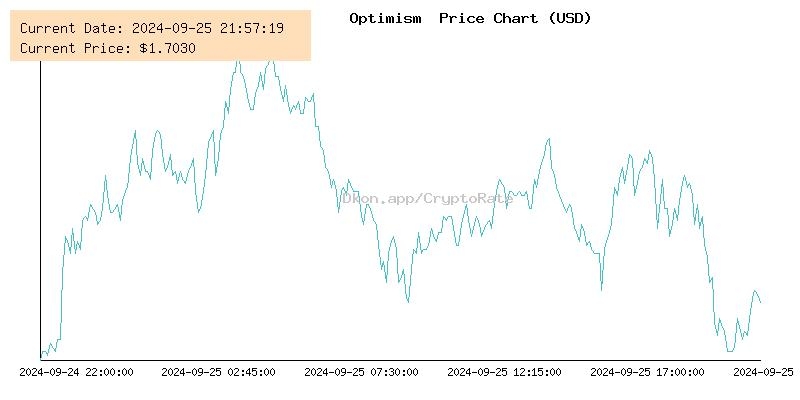 Optimism  Price Chart (USD)
Current Date: 2024-09-25 21:57:19
Current Price: $1.7030
Dkon.app/CryptoRate
2024-09-24 22:00:00 2024-09-25 02:45:00 2024-09-25 07:30:00 2024-09-25 12:15:00 2024-09-25 17:00:00 2024-09-25